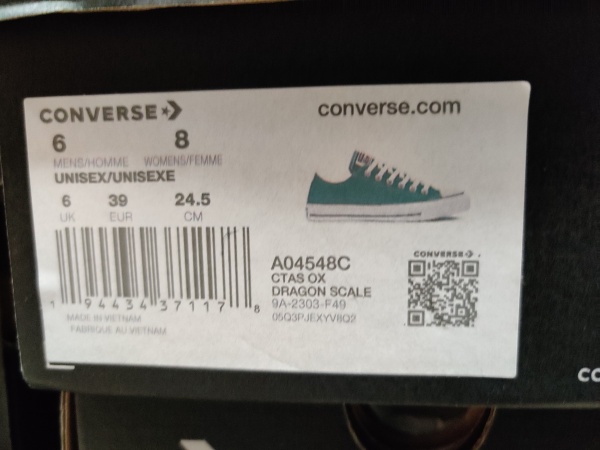 CONVERSE
converse.com
6 8
MENS/HOMME WOMENS/FEMME
UNISEX/UNISEXE
6 39 24.5
UK EUR CM
1 94434 37117 8
MADE IN VIETNAM
FABRIQUE AU VIETNAM
A04548C
CTAS OX
DRAGON SCALE
9A-2303-F49
05Q3PJEXYV8Q2
CONVERSE